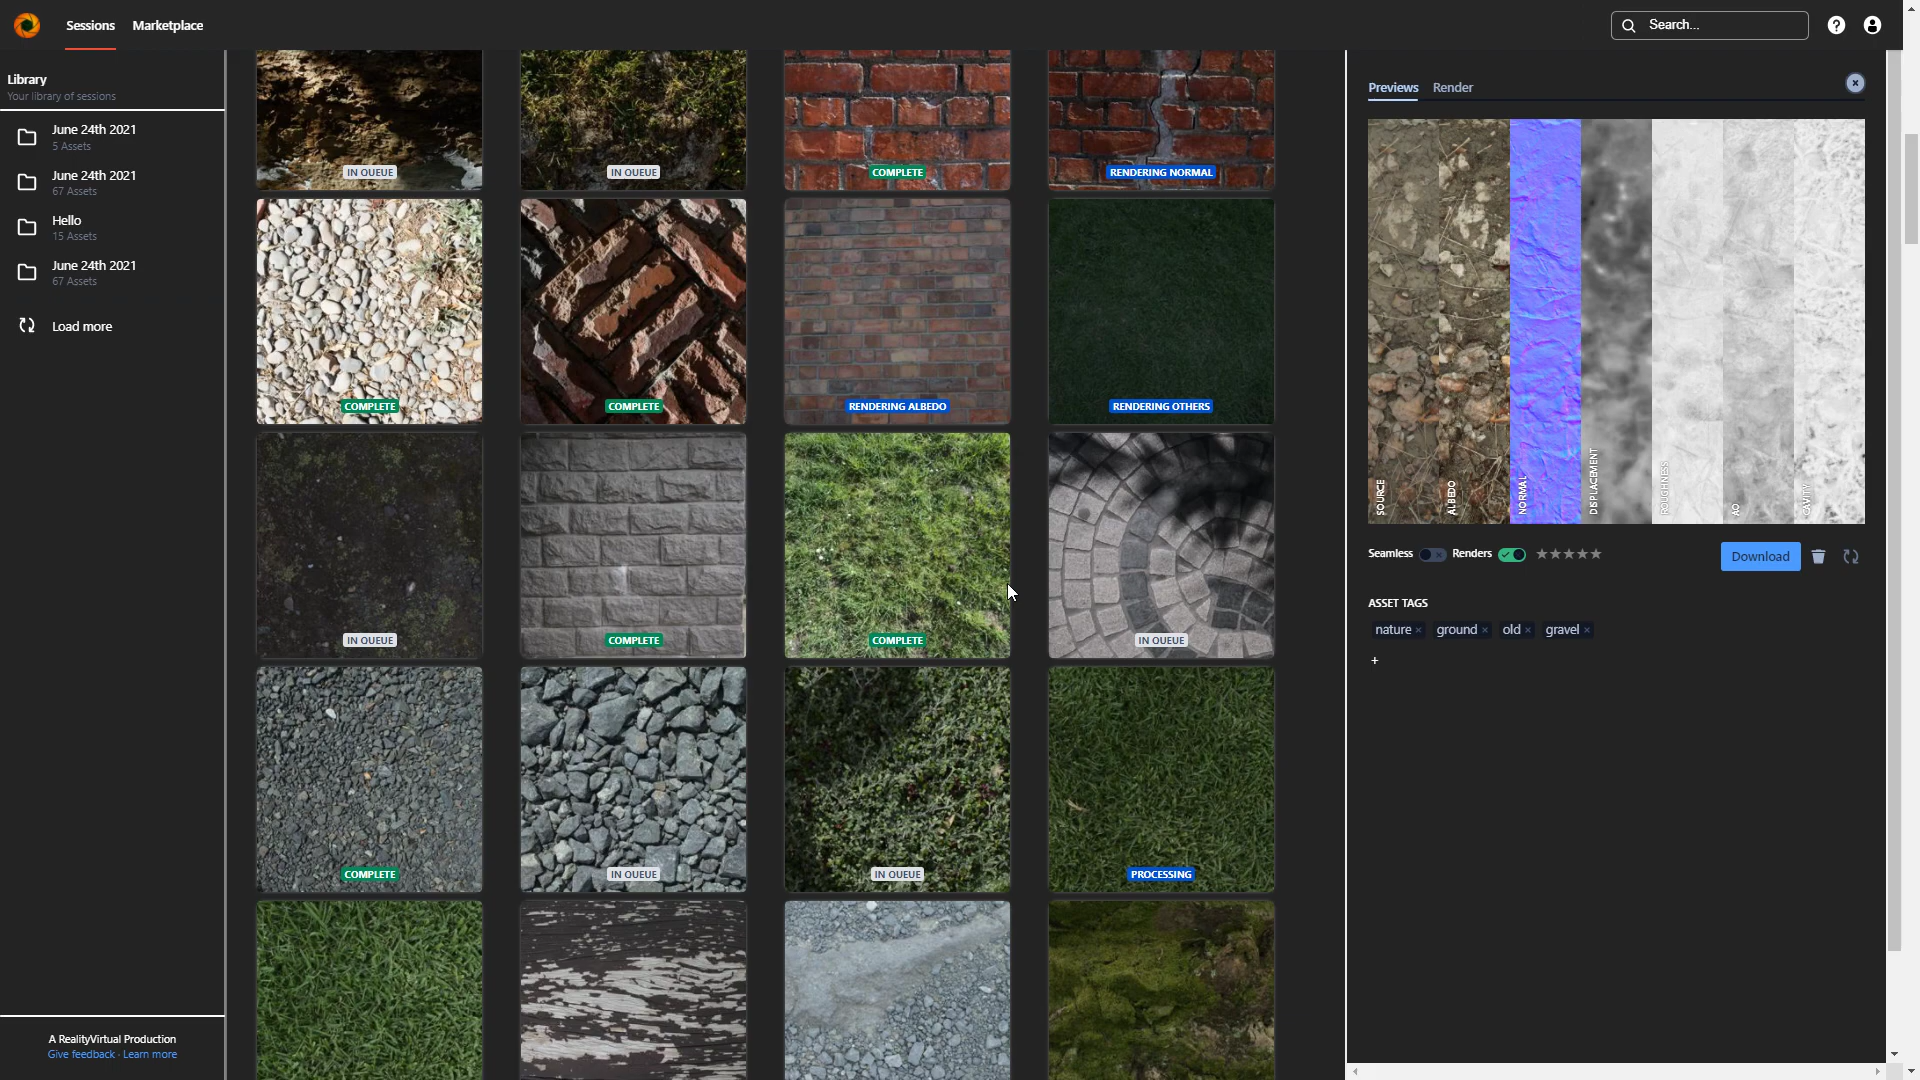 Sessions Marketplace
Search...
Library
Your library of sessions
June 24th 2021
5 Assets
June 24th 2021
67 Assets
Hello
15 Assets
June 24th 2021
67 Assets
Load more
A RealityVirtual Production
Give feedback · Learn more
IN QUEUE
IN QUEUE
COMPLETE
RENDERING NORMAL
COMPLETE
COMPLETE
RENDERING ALBEDO
RENDERING OTHERS
IN QUEUE
COMPLETE
COMPLETE
IN QUEUE
COMPLETE
IN QUEUE
IN QUEUE
PROCESSING
Previews Render
SOURCE
ALBEDO
NORMAL
DISPLACEMENT
ROUGHNESS
AO
CAVITY
Seamless Renders
Download
ASSET TAGS
nature × ground × old × gravel ×
+